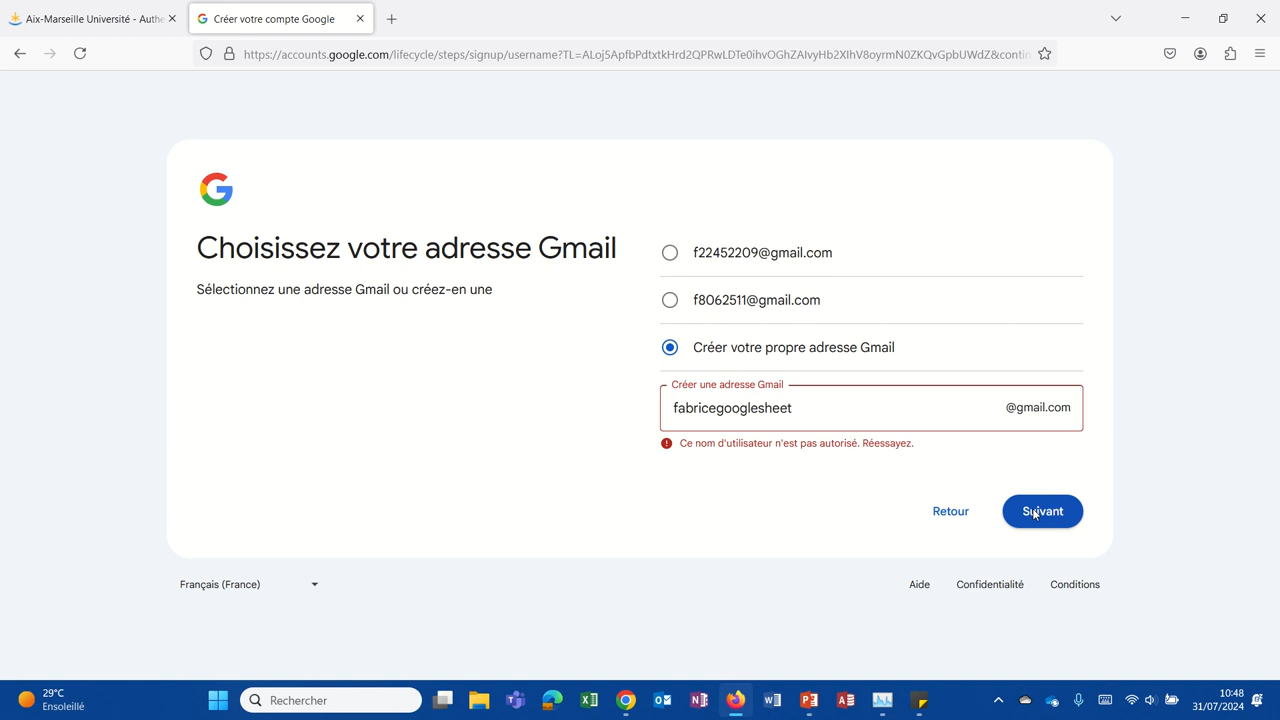 Aix-Marseille Université - Authe
Créer votre compte Google
https://accounts.google.com/lifecycle/steps/signup/username?TL=ALoj5ApfbPdtxtkHrd2QPRwLDTe0ihvOGhZAIvyHb2XIhV8oyrmN0ZKQvGpbUWdZ&contin
Choisissez votre adresse Gmail
Sélectionnez une adresse Gmail ou créez-en une
f22452209@gmail.com
f8062511@gmail.com
Créer votre propre adresse Gmail
Créer une adresse Gmail
fabricegooglesheet @gmail.com
Ce nom d'utilisateur n'est pas autorisé. Réessayez.
Retour Suivant
Français (France) Aide Confidentialité Conditions
29°C
Ensoleillé
Rechercher
10:48
31/07/2024